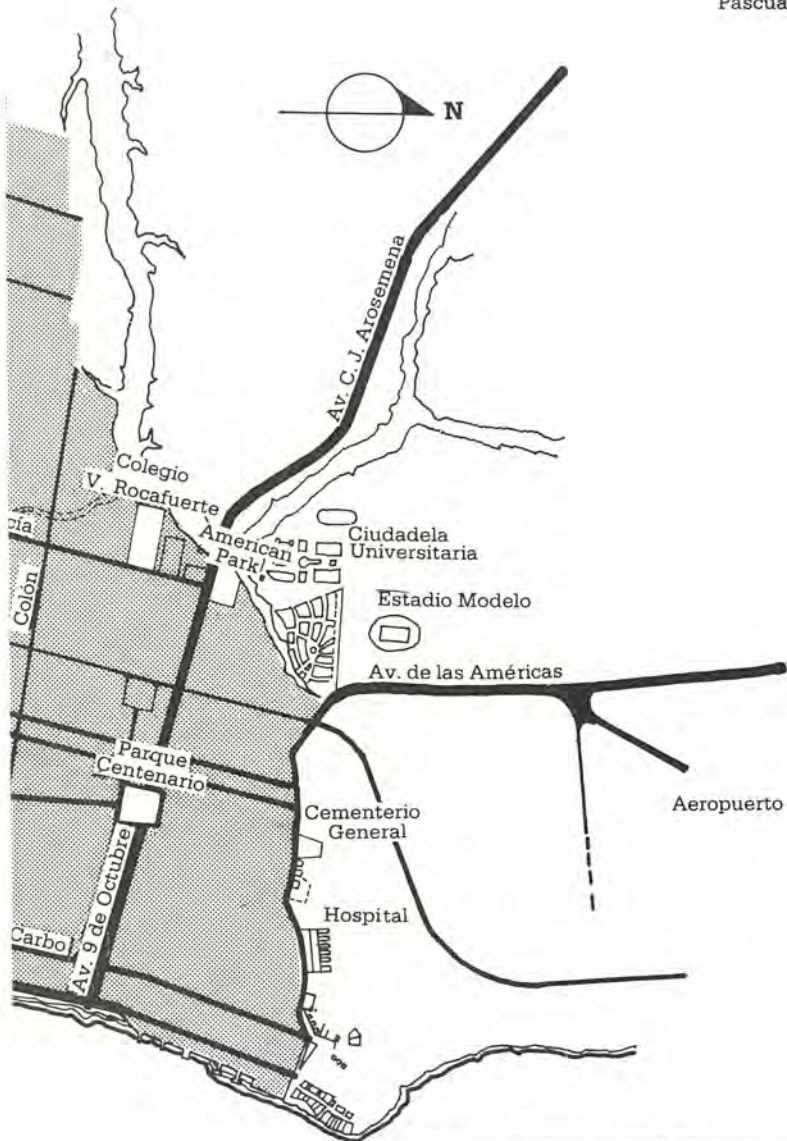 Pascua
N
Av. C. J. Arosemena
Colegio
V. Rocafuerte
American
Park
Ciudadela
Universitaria
cía
Colón
Estadio Modelo
Av. de las Américas
Parque
Centenario
Cementerio
General
Aeropuerto
Av. 9 de Octubre
Hospital
Carbo